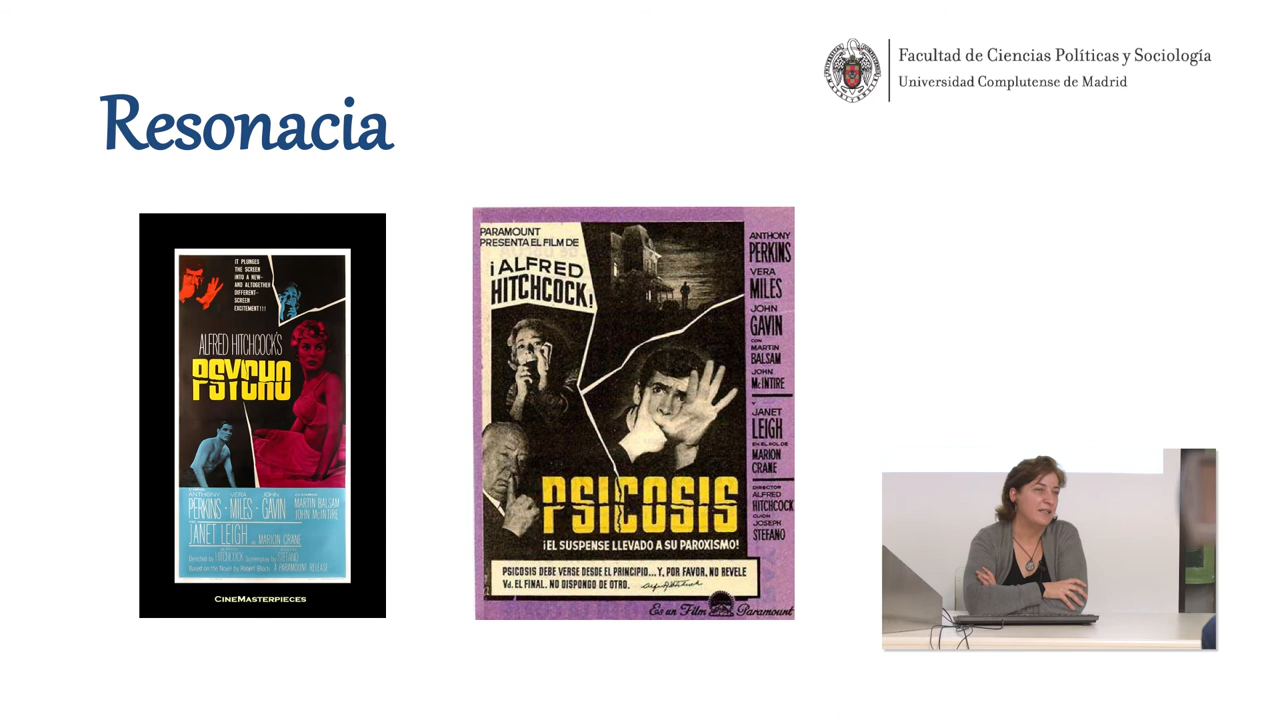 Facultad de Ciencias Políticas y Sociología
Universidad Complutense de Madrid
Resonacia
IT PLUNGES
THE SCREEN
INTO A NEW-
AND ALTOGETHER
DIFFERENT-
SCREEN
EXCITEMENT!!!
ALFRED HITCHCOCK'S
PSYCHO
ANTHONY
PERKINS
VERA
MILES
JOHN
GAVIN
MARTIN BALSAM
JOHN McINTIRE
JANET LEIGH AS MARION CRANE
Directed by HITCHCOCK Screenplay by STEFANO
Based on the Novel by Robert Bloch A PARAMOUNT RELEASE
CINEMASTERPIECES
PARAMOUNT
PRESENTA EL FILM DE
¡ALFRED
HITCHCOCK!
ANTHONY
PERKINS
VERA
MILES
JOHN
GAVIN
CON
MARTIN
BALSAM
JOHN
McINTIRE
Y
JANET
LEIGH
EN EL ROL DE
MARION
CRANE
DIRECTOR
ALFRED
HITCHCOCK
GUION
JOSEPH
STEFANO
PSICOSIS
¡EL SUSPENSE LLEVADO A SU PAROXISMO!
PSICOSIS DEBE VERSE DESDE EL PRINCIPIO... Y, POR FAVOR, NO REVELE
Vd. EL FINAL. NO DISPONGO DE OTRO.
Es un Film Paramount